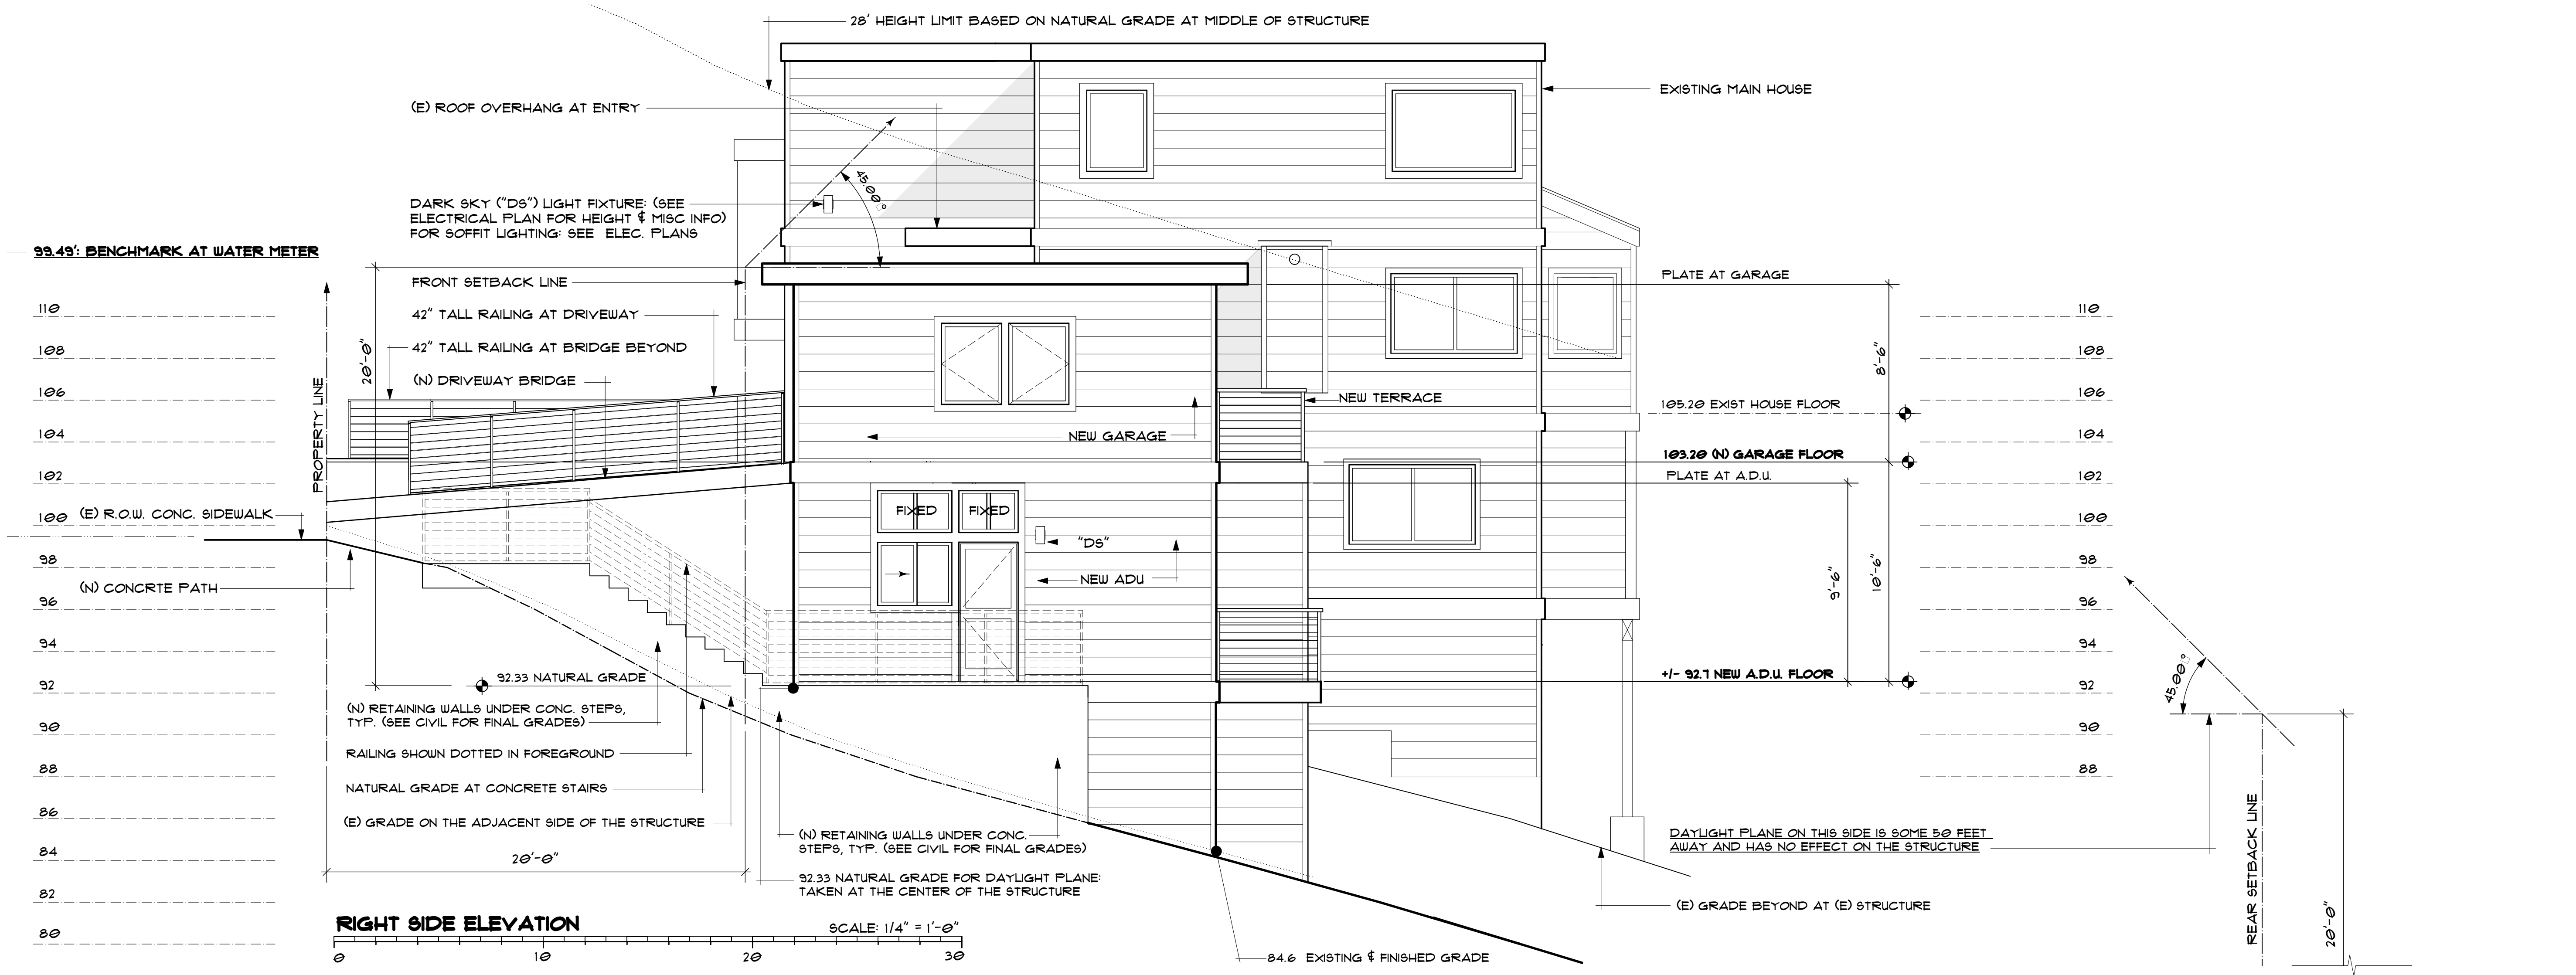 28' HEIGHT LIMIT BASED ON NATURAL GRADE AT MIDDLE OF STRUCTURE
EXISTING MAIN HOUSE
(E) ROOF OVERHANG AT ENTRY
45.00°
DARK SKY ("DS") LIGHT FIXTURE: (SEE
ELECTRICAL PLAN FOR HEIGHT & MISC INFO)
FOR SOFFIT LIGHTING: SEE ELEC. PLANS
99.49': BENCHMARK AT WATER METER
FRONT SETBACK LINE
PLATE AT GARAGE
110
42" TALL RAILING AT DRIVEWAY
110
108
42" TALL RAILING AT BRIDGE BEYOND
20'-0"
8'-6"
108
(N) DRIVEWAY BRIDGE
106
PROPERTY LINE
NEW TERRACE
105.20 EXIST HOUSE FLOOR
106
104
NEW GARAGE
104
103.20 (N) GARAGE FLOOR
102
PLATE AT A.D.U.
102
100
(E) R.O.W. CONC. SIDEWALK
FIXED
FIXED
100
"DS"
98
98
(N) CONCRTE PATH
NEW ADU
9'-6"
10'-6"
96
96
94
94
92
92.33 NATURAL GRADE
+/- 92.7 NEW A.D.U. FLOOR
92
45.00°
(N) RETAINING WALLS UNDER CONC. STEPS,
TYP. (SEE CIVIL FOR FINAL GRADES)
90
90
RAILING SHOWN DOTTED IN FOREGROUND
88
88
NATURAL GRADE AT CONCRETE STAIRS
86
(E) GRADE ON THE ADJACENT SIDE OF THE STRUCTURE
(N) RETAINING WALLS UNDER CONC.
STEPS, TYP. (SEE CIVIL FOR FINAL GRADES)
DAYLIGHT PLANE ON THIS SIDE IS SOME 50 FEET
AWAY AND HAS NO EFFECT ON THE STRUCTURE
84
20'-0"
92.33 NATURAL GRADE FOR DAYLIGHT PLANE:
TAKEN AT THE CENTER OF THE STRUCTURE
82
(E) GRADE BEYOND AT (E) STRUCTURE
REAR SETBACK LINE
20'-0"
80
RIGHT SIDE ELEVATION
SCALE: 1/4" = 1'-0"
0
10
20
30
84.6 EXISTING & FINISHED GRADE